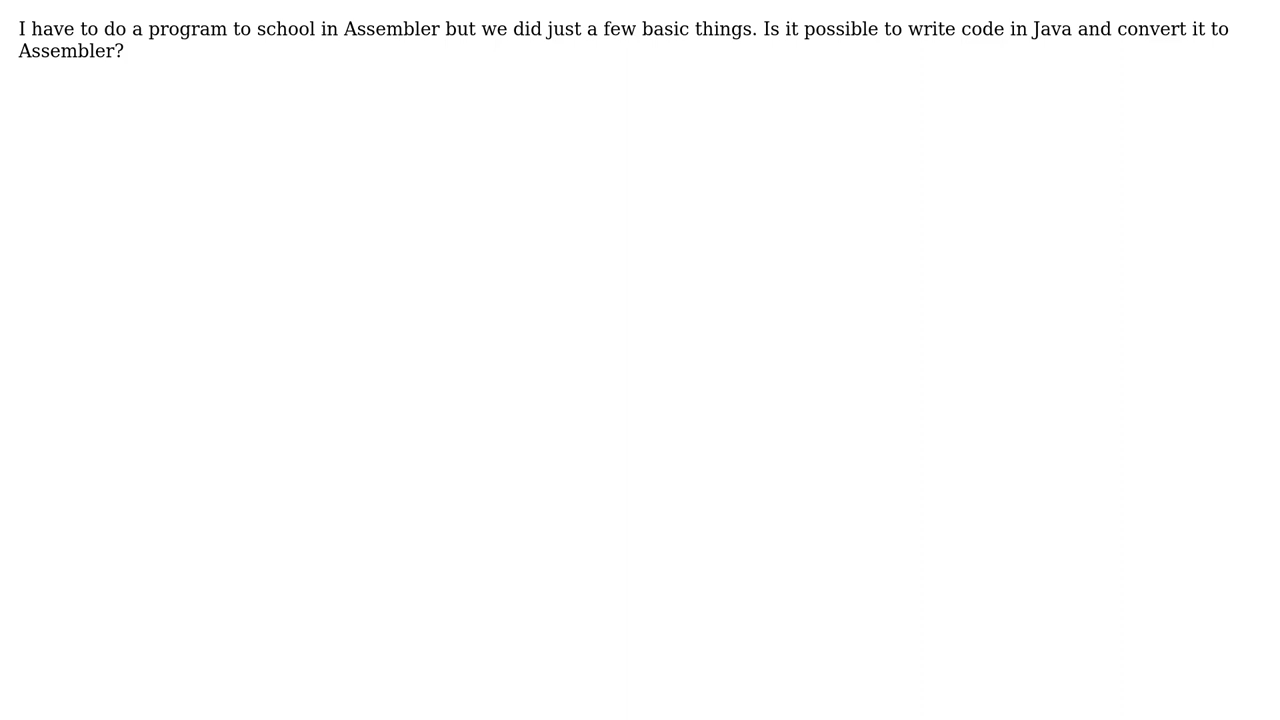 I have to do a program to school in Assembler but we did just a few basic things. Is it possible to write code in Java and convert it to
Assembler?